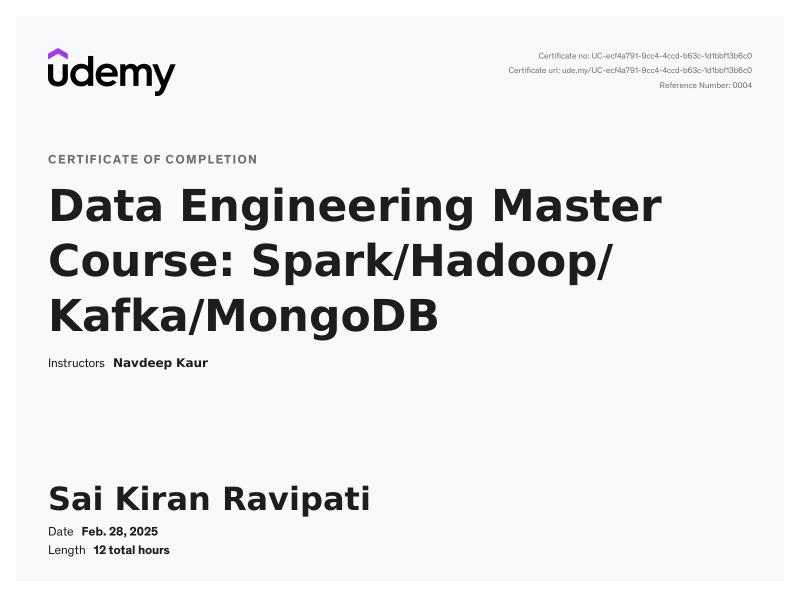 udemy
Certificate no: UC-ecf4a791-9cc4-4ccd-b63c-1d1bbf13b6c0
Certificate url: ude.my/UC-ecf4a791-9cc4-4ccd-b63c-1d1bbf13b6c0
Reference Number: 0004
CERTIFICATE OF COMPLETION
Data Engineering Master
Course: Spark/Hadoop/
Kafka/MongoDB
Instructors Navdeep Kaur
Sai Kiran Ravipati
Date Feb. 28, 2025
Length 12 total hours